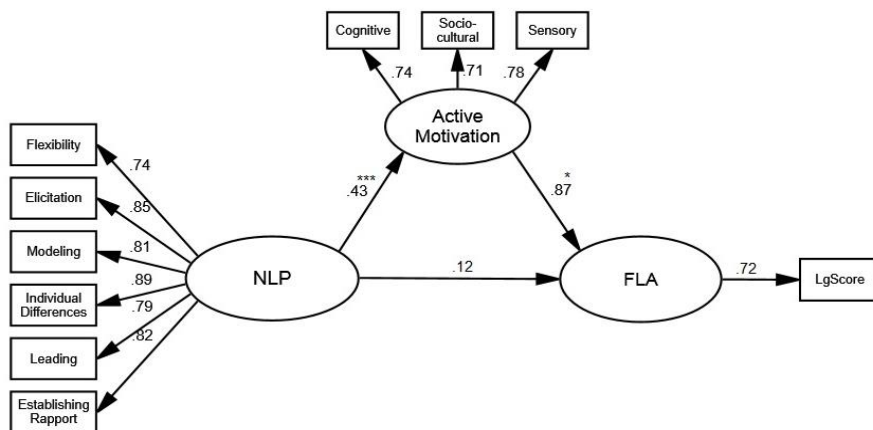 Cognitive
Socio-
cultural
Sensory
.74
.71
.78
Active
Motivation
Flexibility
.74
***
.43
*
.87
Elicitation
.85
Modeling
.81
NLP
.12
FLA
.72
LgScore
Individual
Differences
.89
.79
Leading
.82
Establishing
Rapport